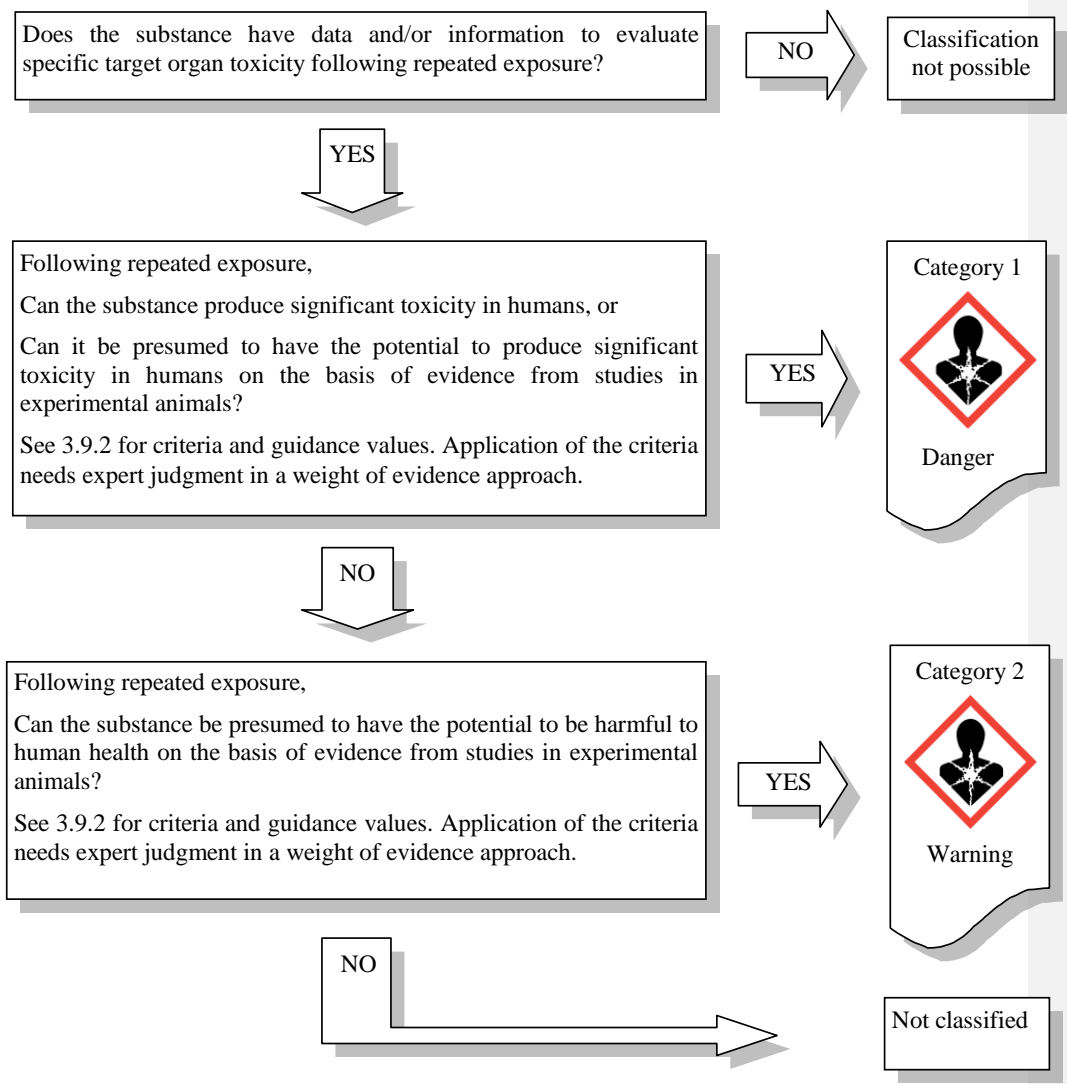 Does the substance have data and/or information to evaluate
specific target organ toxicity following repeated exposure?
NO
Classification
not possible
YES
Following repeated exposure,
Can the substance produce significant toxicity in humans, or
Can it be presumed to have the potential to produce significant
toxicity in humans on the basis of evidence from studies in
experimental animals?
See 3.9.2 for criteria and guidance values. Application of the criteria
needs expert judgment in a weight of evidence approach.
YES
Category 1
Danger
NO
Following repeated exposure,
Can the substance be presumed to have the potential to be harmful to
human health on the basis of evidence from studies in experimental
animals?
See 3.9.2 for criteria and guidance values. Application of the criteria
needs expert judgment in a weight of evidence approach.
YES
Category 2
Warning
NO
Not classified